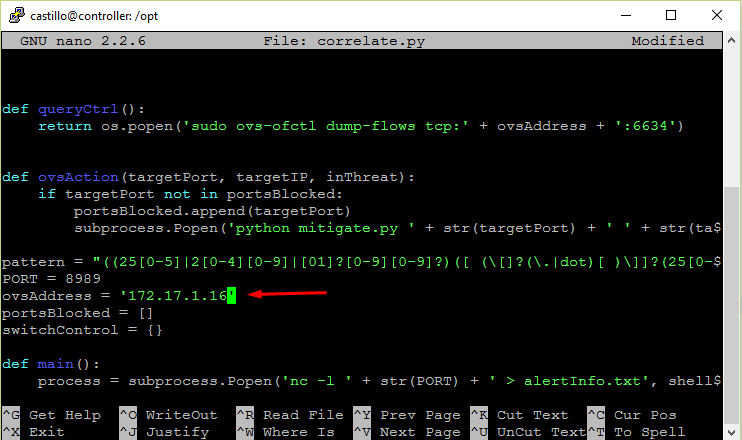 castillo@controller: /opt
GNU nano 2.2.6 File: correlate.py Modified
def queryCtrl():
    return os.popen('sudo ovs-ofctl dump-flows tcp:' + ovsAddress + ':6634')
def ovsAction(targetPort, targetIP, inThreat):
    if targetPort not in portsBlocked:
        portsBlocked.append(targetPort)
        subprocess.Popen('python mitigate.py ' + str(targetPort) + ' ' + str(ta$
pattern = "((25[0-5]|2[0-4][0-9]|[01]?[0-9][0-9]?)([ (\[]?(\.|dot)[ )\]]?(25[0-$
PORT = 8989
ovsAddress = '172.17.1.16'
portsBlocked = []
switchControl = {}
def main():
    process = subprocess.Popen('nc -l ' + str(PORT) + ' > alertInfo.txt', shell$
^G Get Help ^O WriteOut ^R Read File ^Y Prev Page ^K Cut Text ^C Cur Pos
^X Exit ^J Justify ^W Where Is ^V Next Page ^U UnCut Text ^T To Spell